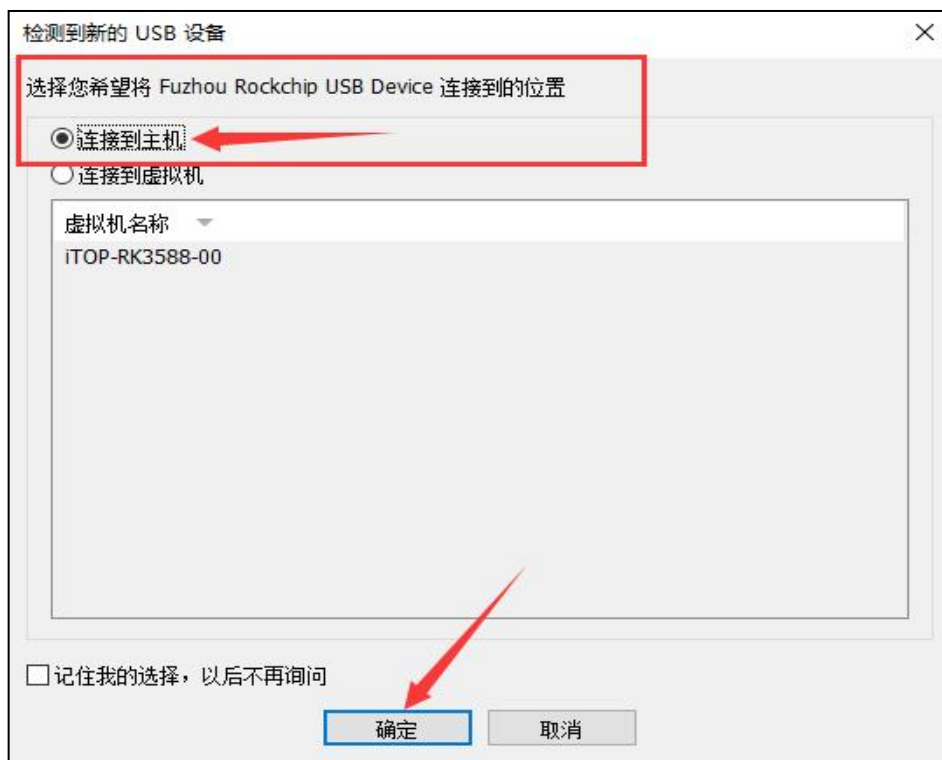 检测到新的 USB 设备
选择您希望将 Fuzhou Rockchip USB Device 连接到的位置
连接到主机
连接到虚拟机
虚拟机名称
iTOP-RK3588-00
记住我的选择，以后不再询问
确定
取消